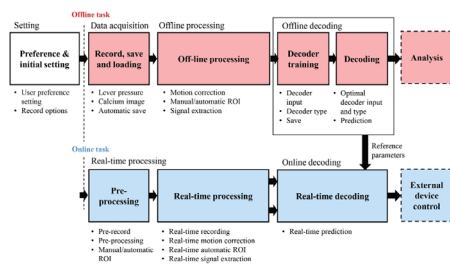 Offline task
Setting
Data acquisition
Offline processing
Offline decoding
Preference &
initial setting
Record, save
and loading
Off-line processing
Decoder
training
Decoding
Analysis
• User preference
setting
• Record options
• Lever pressure
• Calcium image
• Automatic save
• Motion correction
• Manual/automatic ROI
• Signal extraction
• Decoder
input
• Decoder type
• Save
• Optimal
decoder input
and type
• Prediction
Online task
Reference
parameters
Real-time processing
Online decoding
Pre-
processing
Real-time processing
Real-time decoding
External
device
control
• Pre-record
• Pre-processing
• Manual/automatic
ROI
• Real-time recording
• Real-time motion correction
• Real-time automatic ROI
• Real-time signal extraction
• Real-time prediction